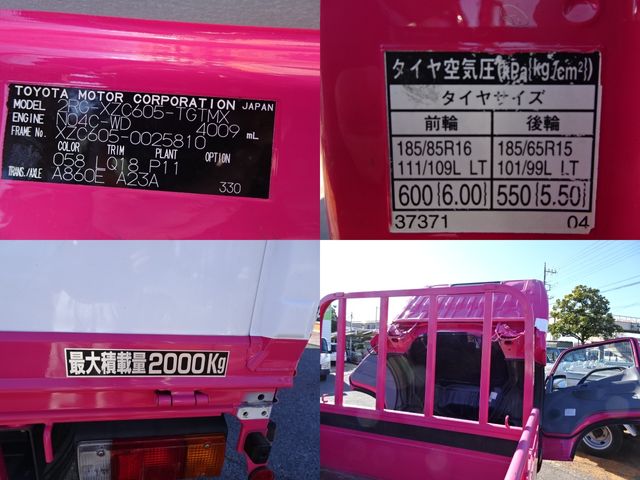 TOYOTA MOTOR CORPORATION JAPAN
MODEL 2RG-XZC605-TGTMX
ENGINE N04C-WD 4009 mL
FRAME No. XZC605-0025810
COLOR TRIM PLANT OPTION
058 LQ18 P11
TRANS./AXLE A860E A23A
330
タイヤ空気圧(kPa{kg/cm²})
タイヤサイズ
前輪 後輪
185/85R16 185/65R15
111/109L LT 101/99L LT
600{6.00} 550{5.50}
37371 04
最大積載量2000Kg